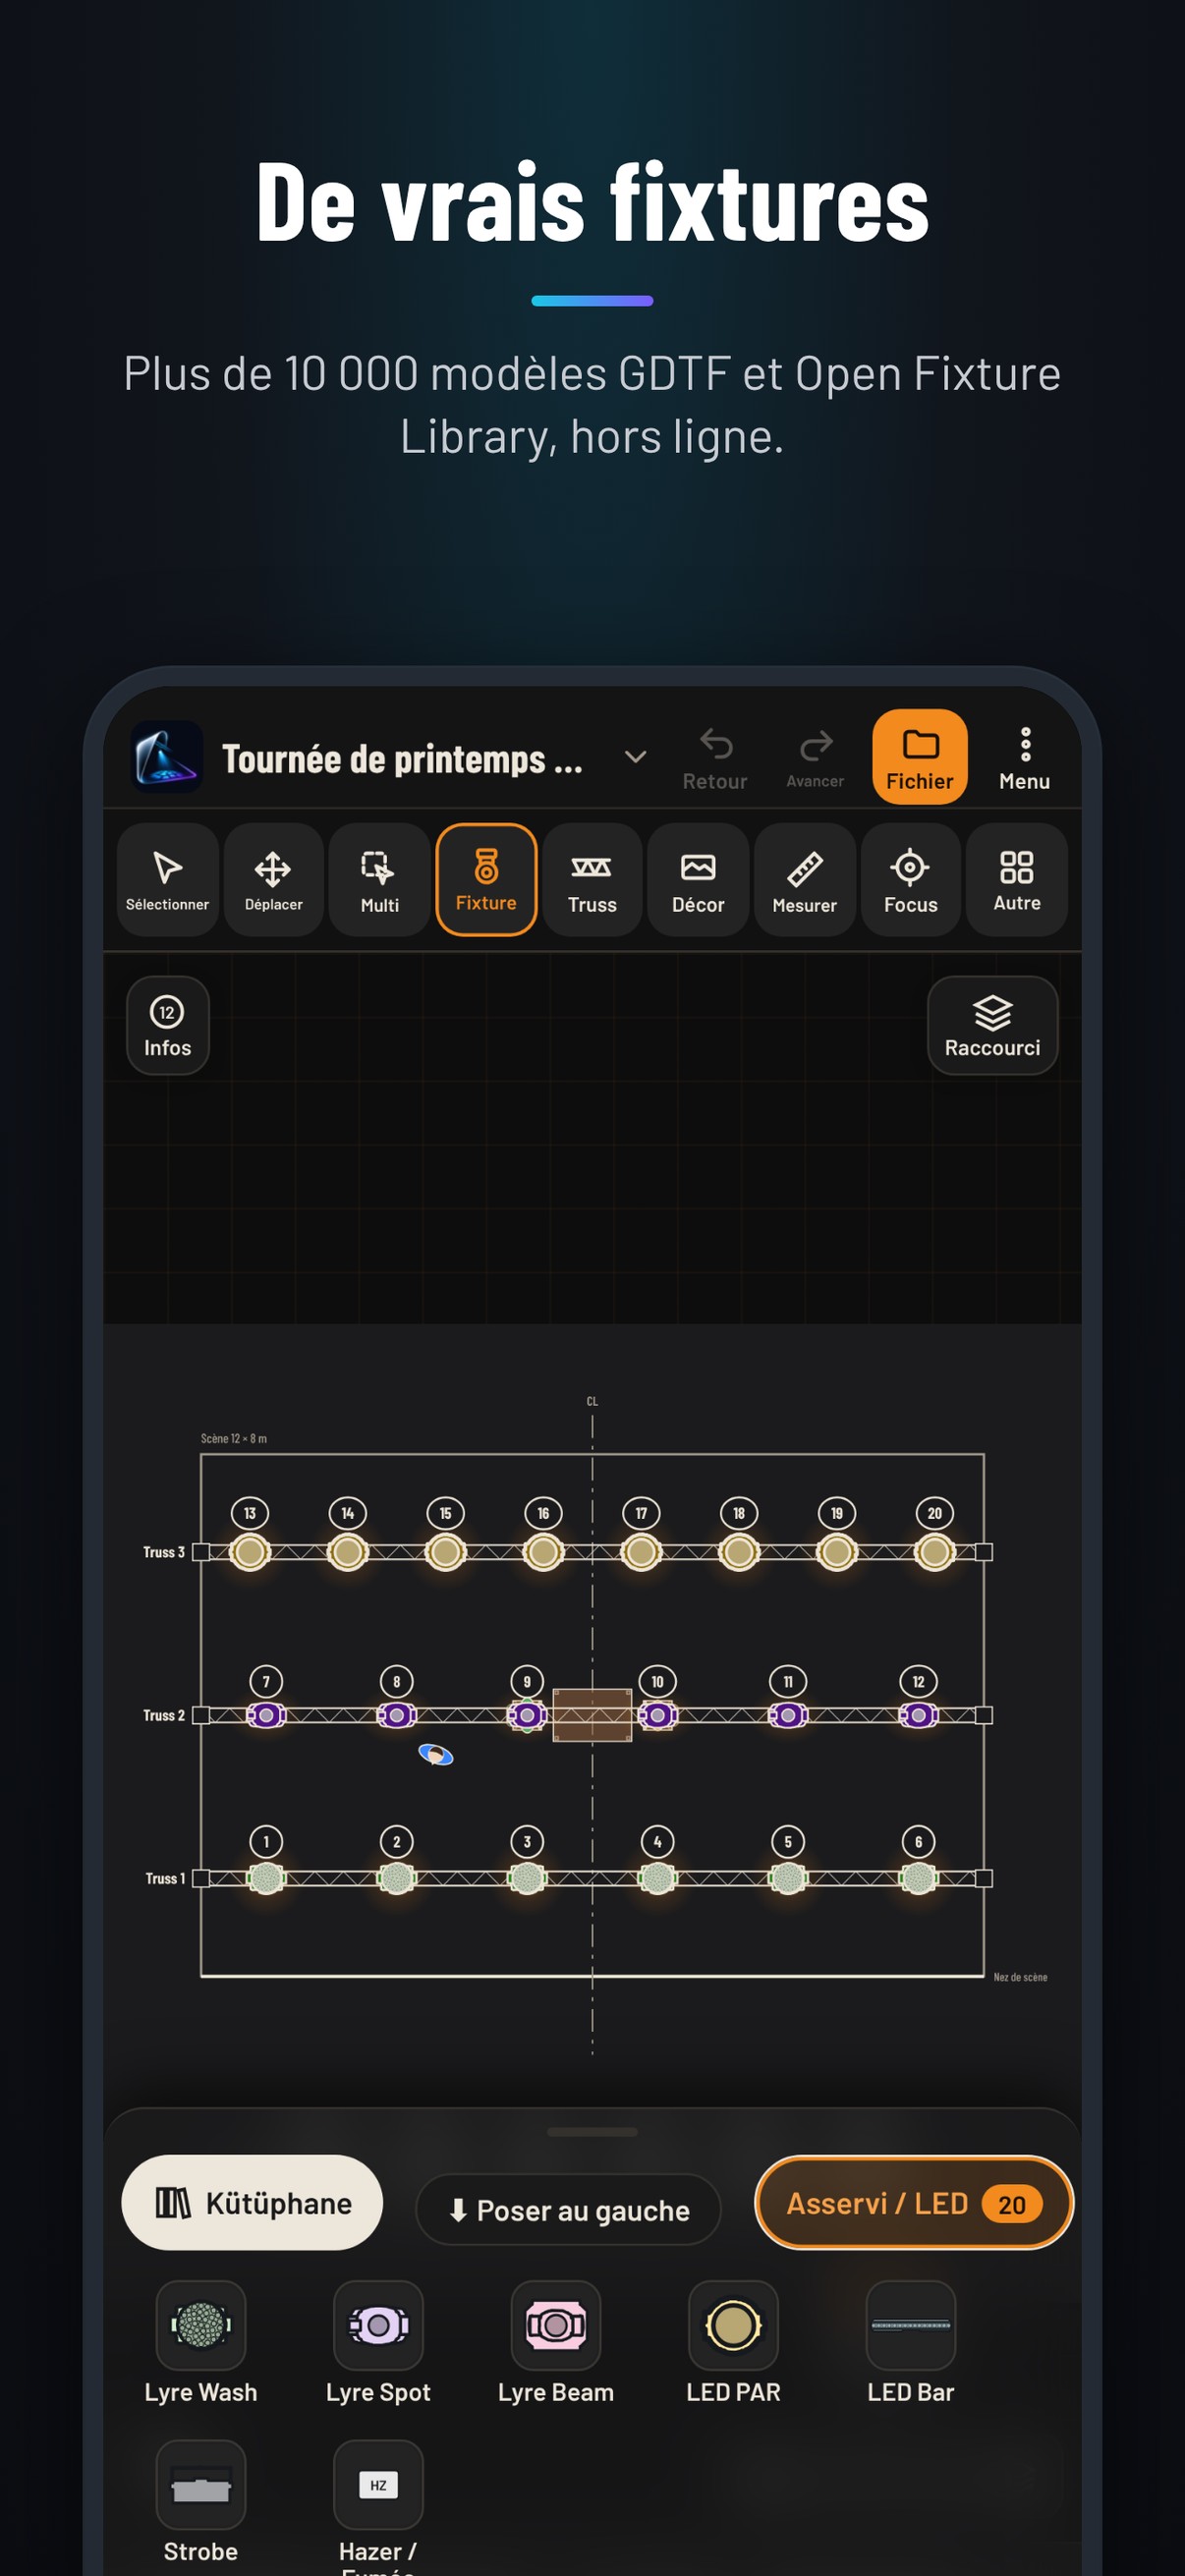 De vrais fixtures
Plus de 10 000 modèles GDTF et Open Fixture
Library, hors ligne.
Tournée de printemps ...
Retour
Avancer
Fichier
Menu
Sélectionner
Déplacer
Multi
Fixture
Truss
Décor
Mesurer
Focus
Autre
12
Infos
Raccourci
CL
Scène 12 × 8 m
13 14 15 16 17 18 19 20
Truss 3
7 8 9 10 11 12
Truss 2
1 2 3 4 5 6
Truss 1
Nez de scène
Kütüphane
Poser au gauche
Asservi / LED 20
Lyre Wash
Lyre Spot
Lyre Beam
LED PAR
LED Bar
HZ
Strobe
Hazer /